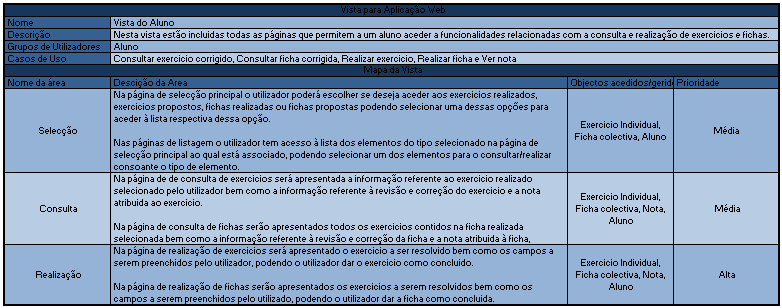 Vista para Aplicação Web
Nome Vista do Aluno
Descrição Nesta vista estão incluidas todas as páginas que permitem a um aluno aceder a funcionalidades relacionadas com a consulta e realização de exercicios e fichas.
Grupos de Utilizadores Aluno
Casos de Uso Consultar exercicio corrigido, Consultar ficha corrigida, Realizar exercicio, Realizar ficha e Ver nota
Mapa da Vista
Nome da área Descição da Area Objectos acedidos/geride Prioridade
Selecção
Na página de selecção principal o utilizador poderá escolher se deseja aceder aos exercicios realizados,
exercicios propostos, fichas realizadas ou fichas propostas podendo selecionar uma dessas opções para
aceder à lista respectiva dessa opção.
Nas páginas de listagem o utilizador tem acesso à lista dos elementos do tipo selecionado na página de
selecção principal ao qual está associado, podendo selecionar um dos elementos para o consultar/realizar
consoante o tipo de elemento.
Exercicio Individual,
Ficha colectiva, Aluno
Média
Consulta
Na página de de consulta de exercicios será apresentada a informação referente ao exercicio realizado
selecionado pelo utilizador bem como a informação referente à revisão e correção do exercicio e a nota
atribuida ao exercicio.
Na página de consulta de fichas serão apresentados todos os exercicios contidos na ficha realizada
selecionada bem como a informação referente à revisão e correção da ficha e a nota atribuida à ficha,
Exercicio Individual,
Ficha colectiva, Nota,
Aluno
Média
Realização
Na página de realização de exercicios será apresentado o exercicio a ser resolvido bem como os campos a
serem preenchidos pelo utilizador, podendo o utilizador dar o exercicio como concluido.
Na página de realização de fichas serão apresentados os exercicios a serem resolvidos bem como os
campos a serem preenchidos pelo utilizado, podendo o utilizador dar a ficha como concluida.
Exercicio Individual,
Ficha colectiva, Nota,
Aluno
Alta